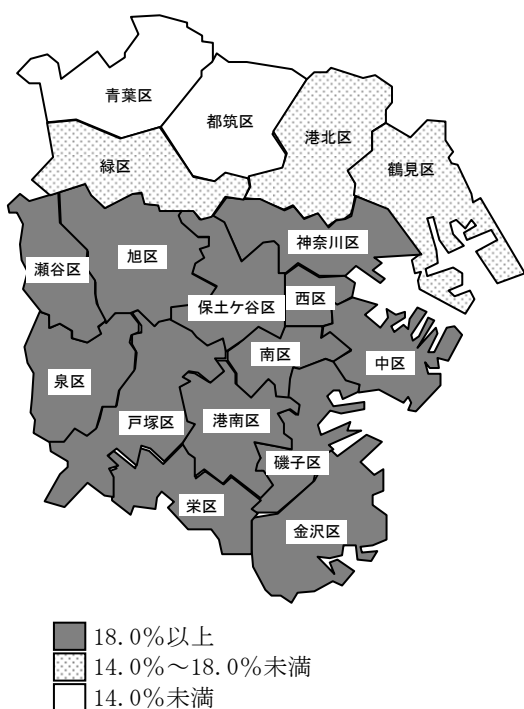 青葉区
都筑区
港北区
鶴見区
緑区
神奈川区
瀬谷区
旭区
保土ケ谷区
西区
南区
中区
泉区
戸塚区
港南区
磯子区
栄区
金沢区
18.0%以上
14.0%～18.0%未満
14.0%未満